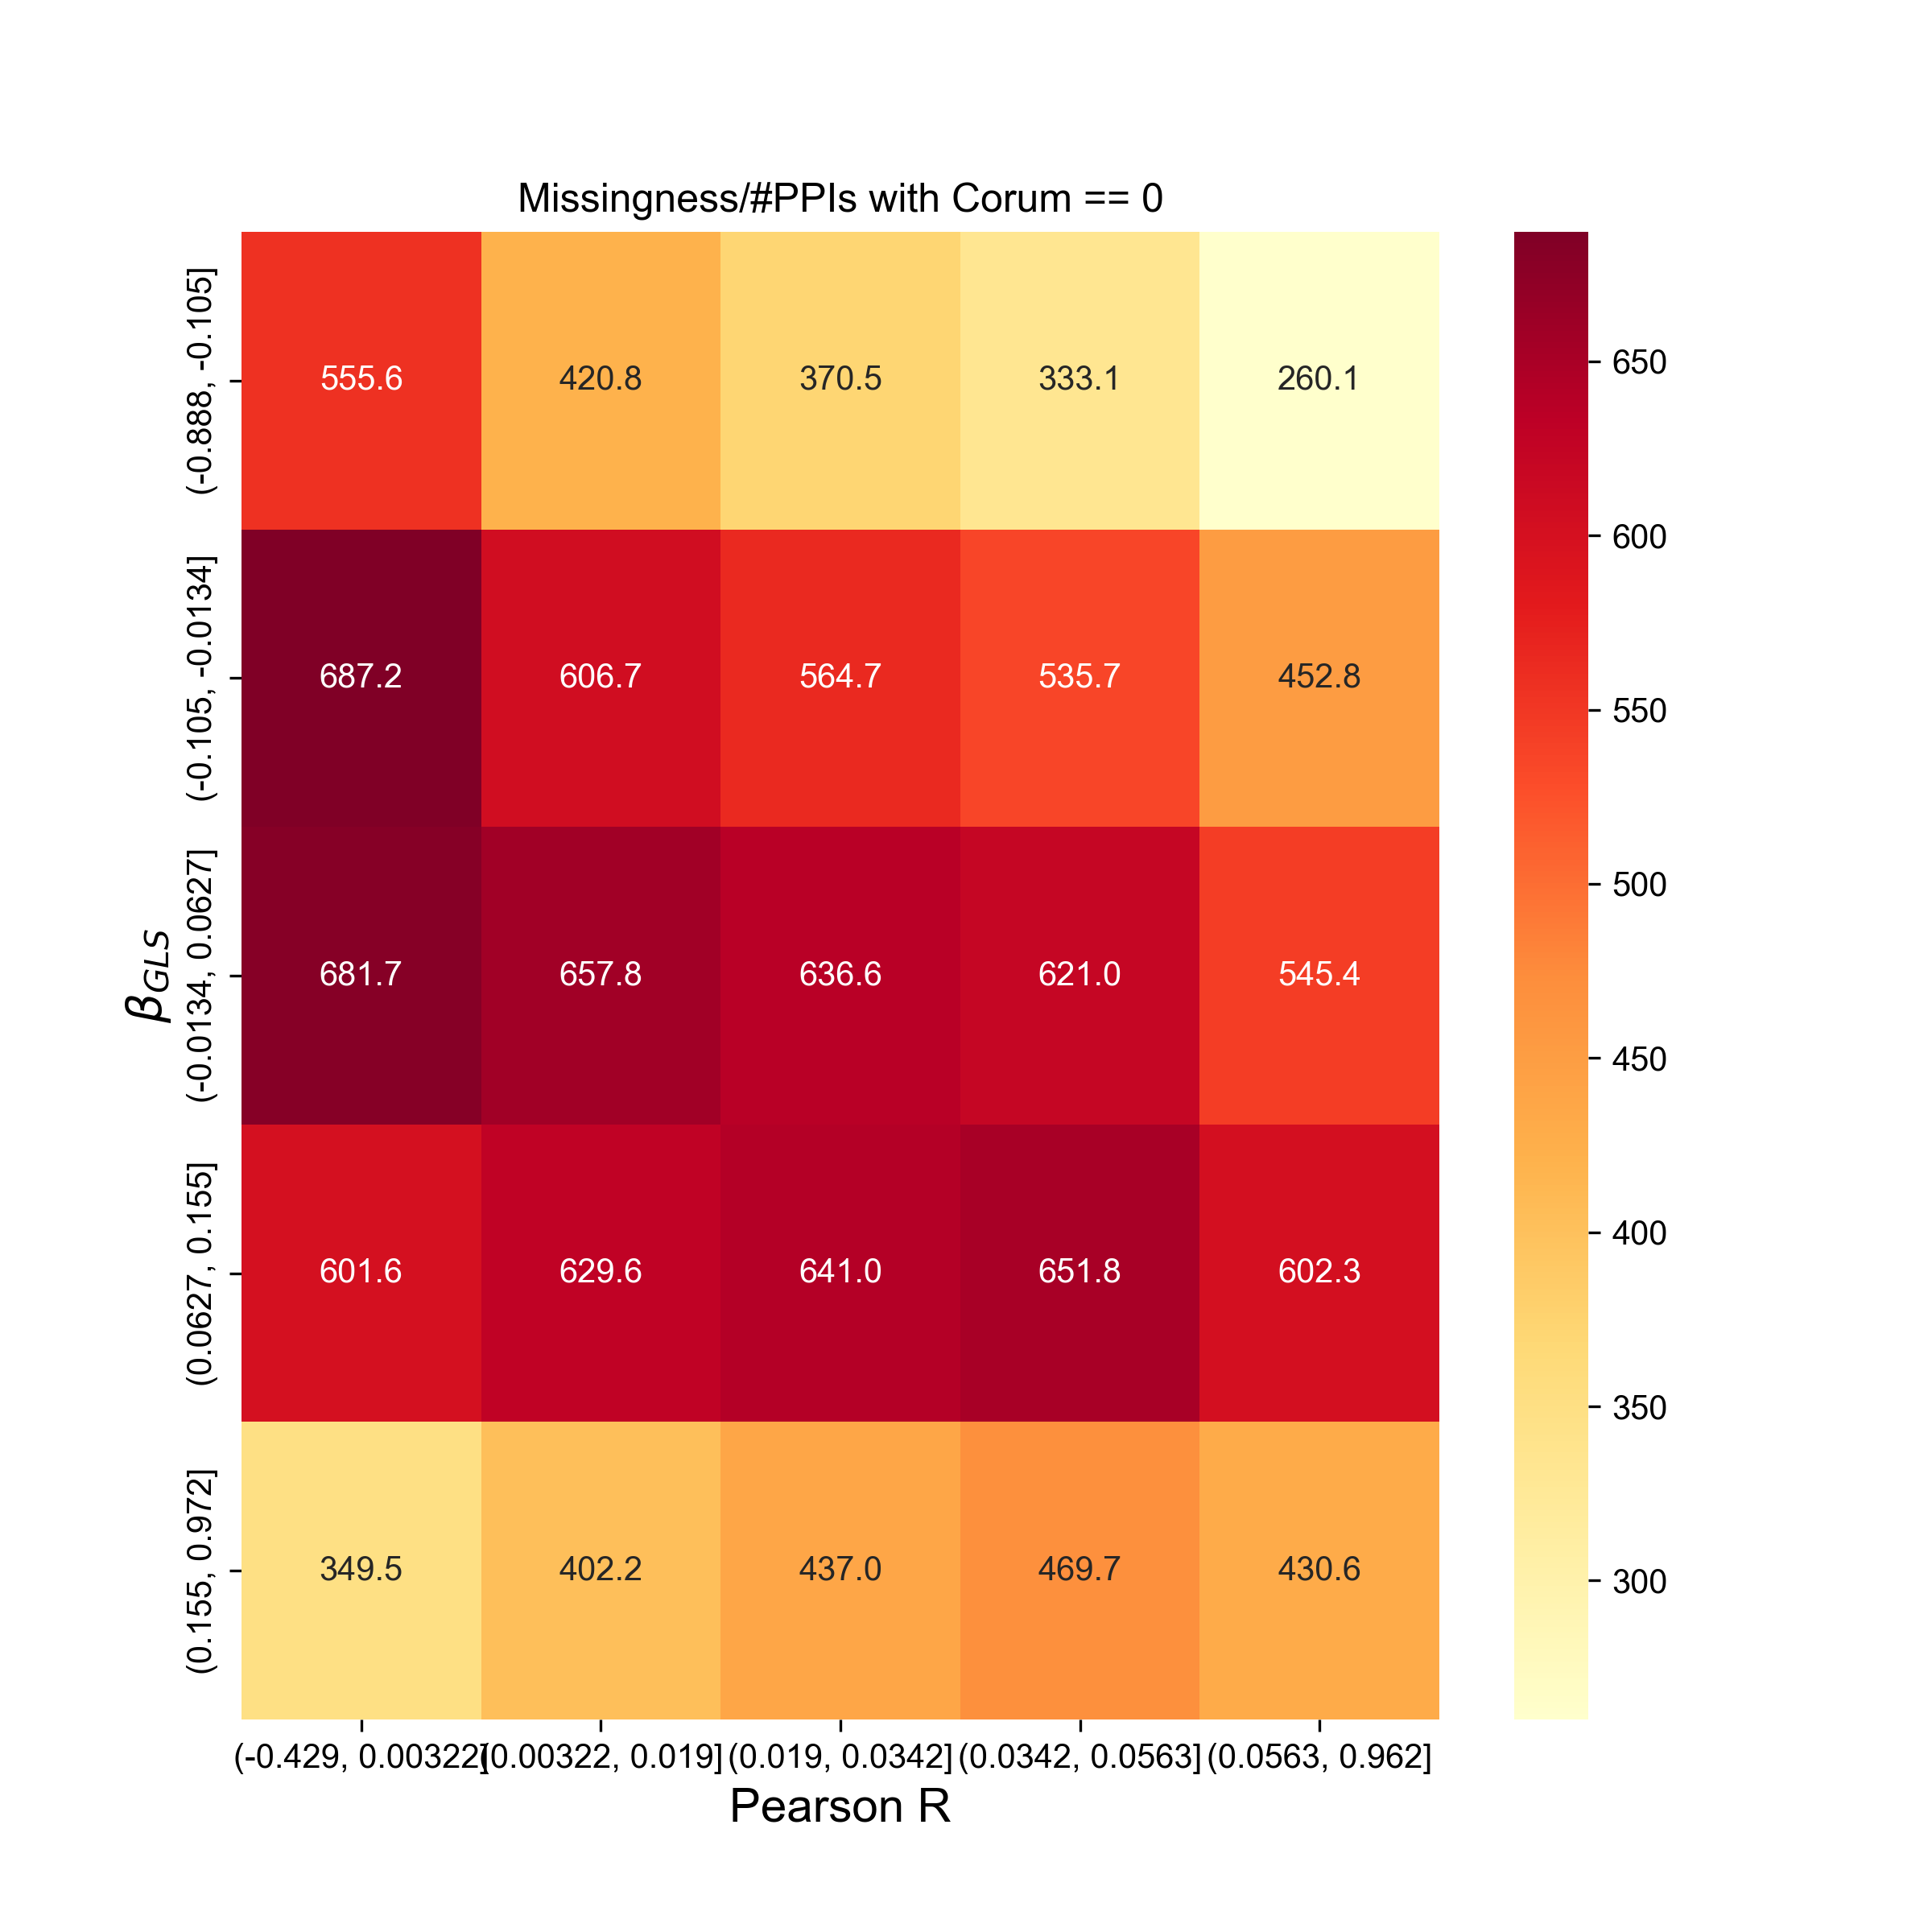 Missingness/#PPIs with Corum == 0
βGLS
(-0.888, -0.105]
555.6 420.8 370.5 333.1 260.1
(-0.105, -0.0134]
687.2 606.7 564.7 535.7 452.8
(-0.0134, 0.0627]
681.7 657.8 636.6 621.0 545.4
(0.0627, 0.155]
601.6 629.6 641.0 651.8 602.3
(0.155, 0.972]
349.5 402.2 437.0 469.7 430.6
(-0.429, 0.00322] (0.00322, 0.019] (0.019, 0.0342] (0.0342, 0.0563] (0.0563, 0.962]
Pearson R
650
600
550
500
450
400
350
300